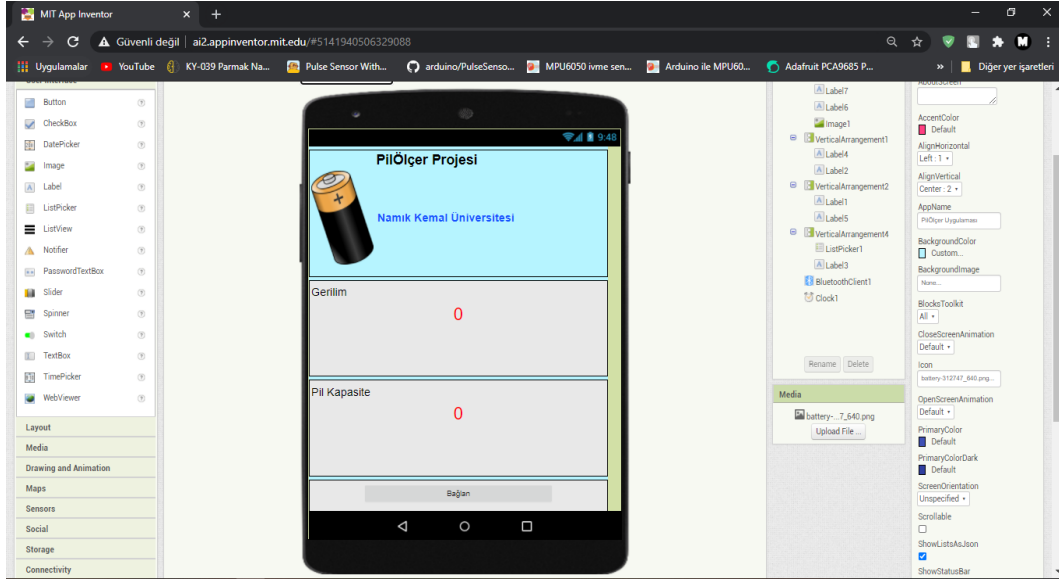 MIT App Inventor
Güvenli değil
ai2.appinventor.mit.edu/#5141940506329088
Uygulamalar
YouTube
KY-039 Parmak Na...
Pulse Sensor With...
arduino/PulseSenso...
MPU6050 ivme sen...
Arduino ile MPU60...
Adafruit PCA9685 P...
»
Diğer yer işaretleri
User Interface
Button
CheckBox
DatePicker
Image
Label
ListPicker
ListView
Notifier
PasswordTextBox
Slider
Spinner
Switch
TextBox
TimePicker
WebViewer
Layout
Media
Drawing and Animation
Maps
Sensors
Social
Storage
Connectivity
9:48
PilÖlçer Projesi
Namık Kemal Üniversitesi
Gerilim
0
Pil Kapasite
0
Bağlan
Label7
Label6
Image1
VerticalArrangement1
Label4
Label2
VerticalArrangement2
Label1
Label5
VerticalArrangement4
ListPicker1
Label3
BluetoothClient1
Clock1
Rename
Delete
Media
battery-...7_640.png
Upload File ...
AboutScreen
AccentColor
Default
AlignHorizontal
Left : 1
AlignVertical
Center : 2
AppName
PilÖlçer Uygulaması
BackgroundColor
Custom...
BackgroundImage
None...
BlocksToolkit
All
CloseScreenAnimation
Default
Icon
battery-312747_640.png...
OpenScreenAnimation
Default
PrimaryColor
Default
PrimaryColorDark
Default
ScreenOrientation
Unspecified
Scrollable
ShowListsAsJson
ShowStatusBar